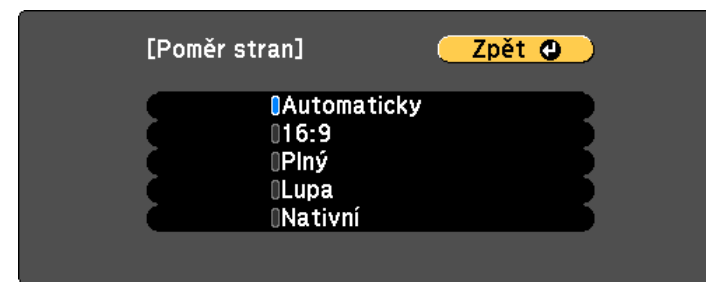 [Poměr stran] Zpět
Automaticky
16:9
Plný
Lupa
Nativní